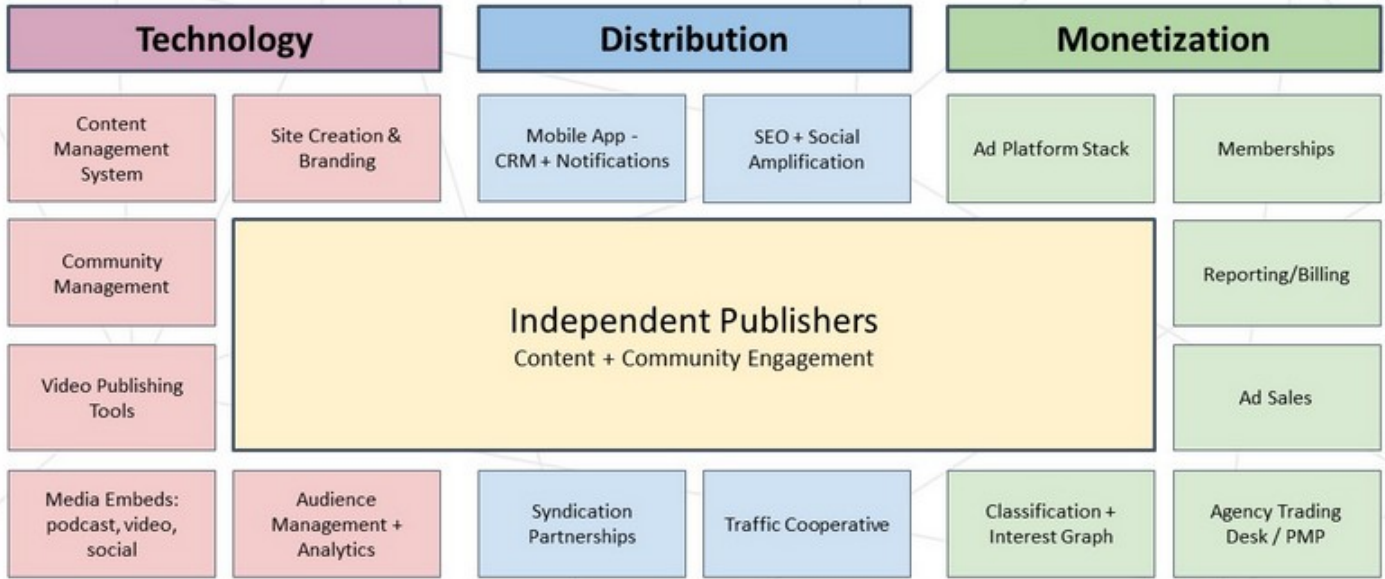 Technology
Distribution
Monetization
Content
Management
System
Site Creation &
Branding
Mobile App -
CRM + Notifications
SEO + Social
Amplification
Ad Platform Stack
Memberships
Community
Management
Independent Publishers
Content + Community Engagement
Reporting/Billing
Video Publishing
Tools
Ad Sales
Media Embeds:
podcast, video,
social
Audience
Management +
Analytics
Syndication
Partnerships
Traffic Cooperative
Classification +
Interest Graph
Agency Trading
Desk / PMP